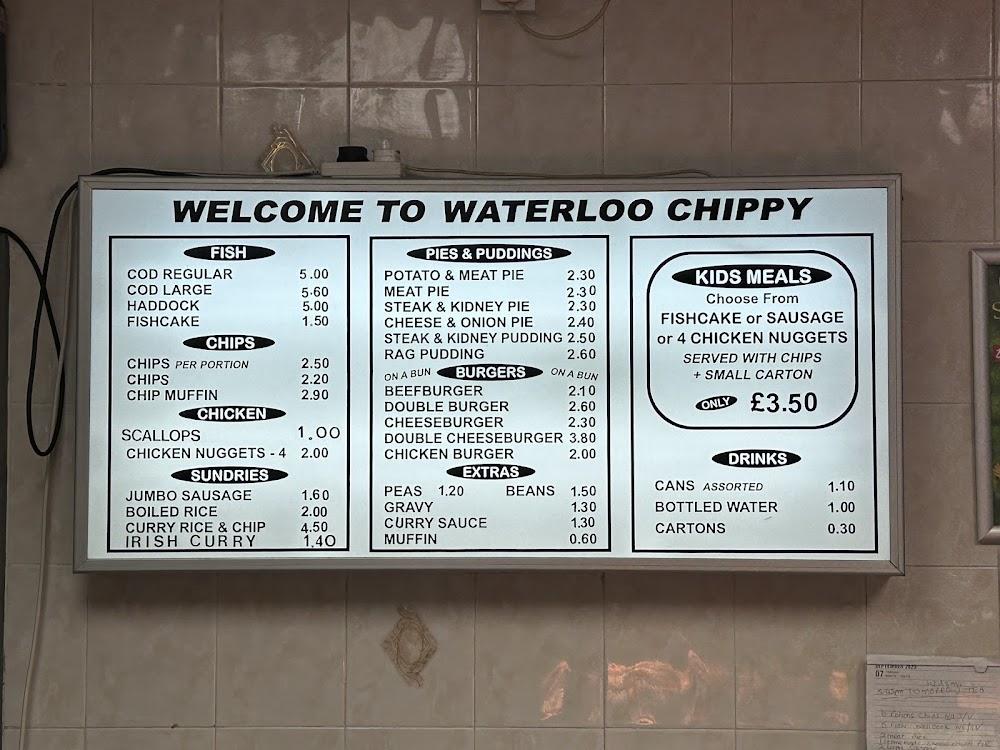 WELCOME TO WATERLOO CHIPPY
FISH
COD REGULAR 5.00
COD LARGE 5.60
HADDOCK 5.00
FISHCAKE 1.50
CHIPS
CHIPS PER PORTION 2.50
CHIPS 2.20
CHIP MUFFIN 2.90
CHICKEN
SCALLOPS 1.00
CHICKEN NUGGETS - 4 2.00
SUNDRIES
JUMBO SAUSAGE 1.60
BOILED RICE 2.00
CURRY RICE & CHIP 4.50
IRISH CURRY 1.40
PIES & PUDDINGS
POTATO & MEAT PIE 2.30
MEAT PIE 2.30
STEAK & KIDNEY PIE 2.30
CHEESE & ONION PIE 2.40
STEAK & KIDNEY PUDDING 2.50
RAG PUDDING 2.60
ON A BUN BURGERS ON A BUN
BEEFBURGER 2.10
DOUBLE BURGER 2.60
CHEESEBURGER 2.30
DOUBLE CHEESEBURGER 3.80
CHICKEN BURGER 2.00
EXTRAS
PEAS 1.20 BEANS 1.50
GRAVY 1.30
CURRY SAUCE 1.30
MUFFIN 0.60
KIDS MEALS
Choose From
FISHCAKE or SAUSAGE
or 4 CHICKEN NUGGETS
SERVED WITH CHIPS
+ SMALL CARTON
ONLY £3.50
DRINKS
CANS ASSORTED 1.10
BOTTLED WATER 1.00
CARTONS 0.30
SEPTEMBER
07